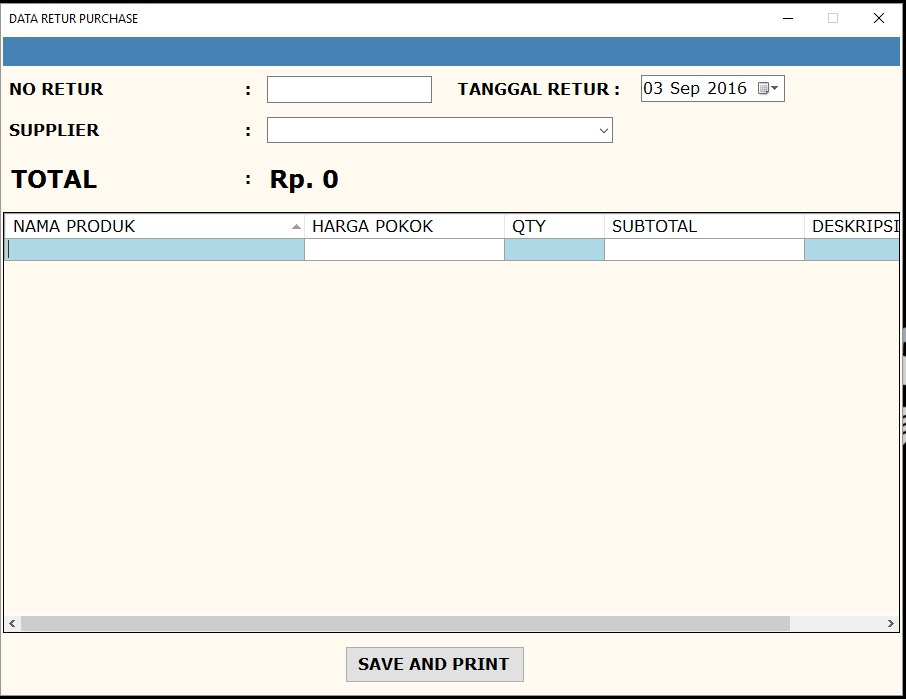 DATA RETUR PURCHASE
NO RETUR : TANGGAL RETUR : 03 Sep 2016
SUPPLIER :
TOTAL : Rp. 0
NAMA PRODUK HARGA POKOK QTY SUBTOTAL DESKRIPSI
SAVE AND PRINT